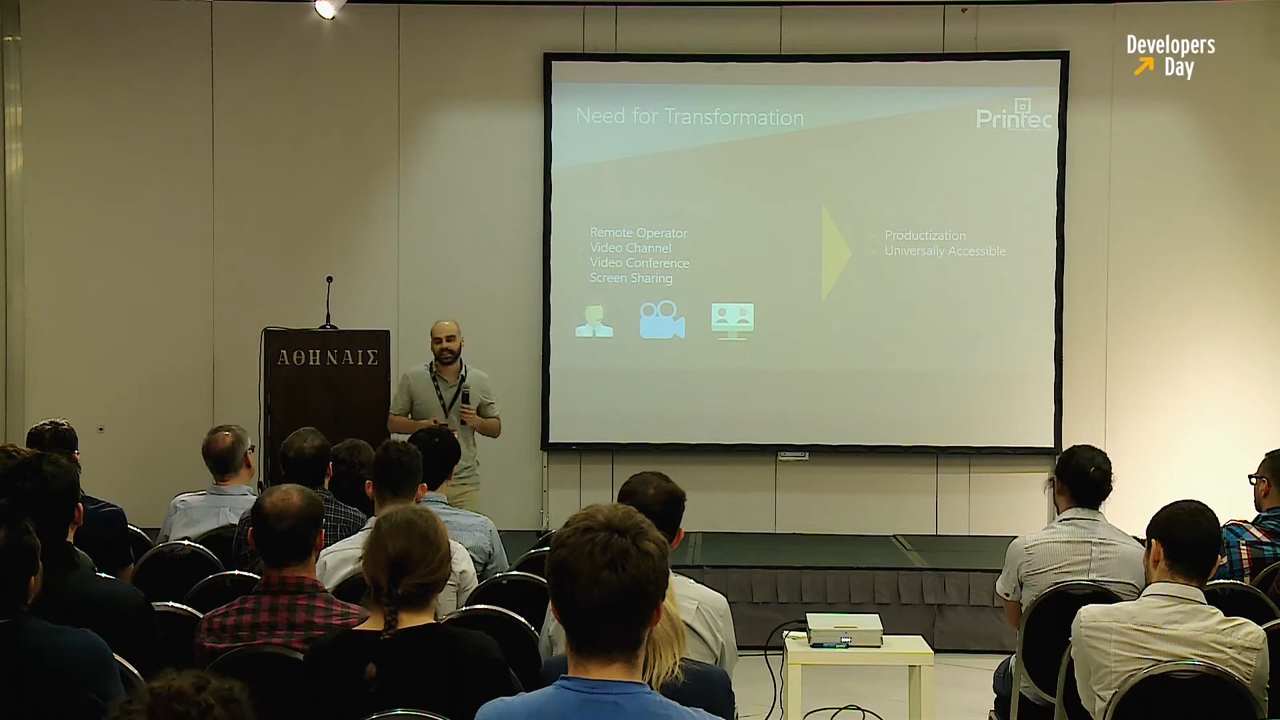 Developers
Day
Need for Transformation
Printec
Remote Operator
Video Channel
Video Conference
Screen Sharing
Productization
Universally Accessible
ΑΘΗΝΑΙΣ